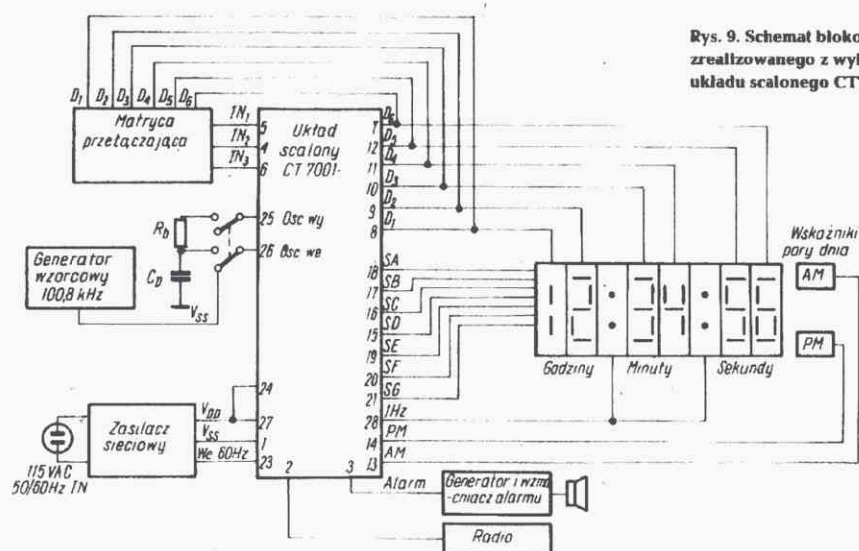 Rys. 9. Schemat bloko
zrealizowanego z wyk
układu scalonego CT
D1 D2 D3 D4 D5 D6
Matryca
przełączająca
IN1
5
IN2
4
IN3
6
Układ
scalony
CT 7001-
D6
7
D5
12
D4
11
D3
10
D2
9
D1
8
25 Osc wy
26 Osc we
Rb
CD
VSS
Generator
wzorcowy
100,8 kHz
SA
18
SB
17
SC
16
SD
15
SE
19
SF
20
SG
21
1Hz
28
PM
14
AM
13
12:34:00
Godziny Minuty Sekundy
Wskaźniki
pory dnia
AM
PM
24
Zasilacz
sieciowy
VDD
27
VSS
1
We 60Hz
23
115VAC
50/60Hz IN
2
3
Alarm
Generator i wzma-
-cniacz alarmu
Radio